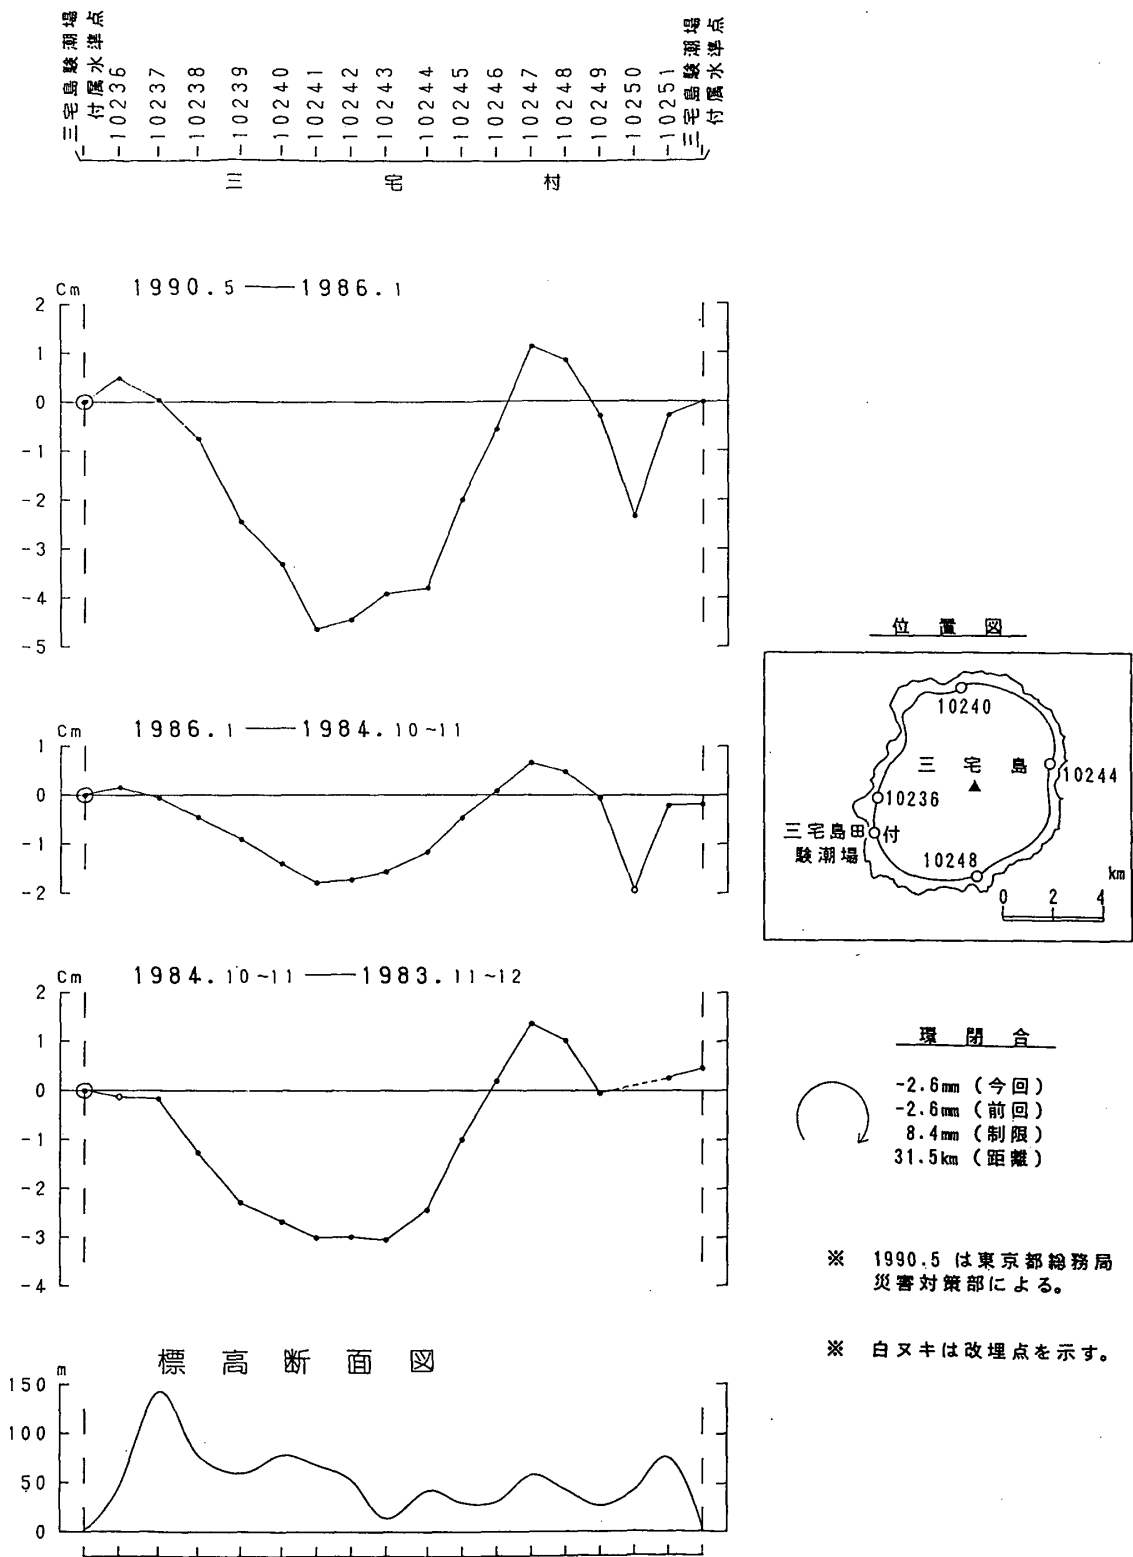 三宅島験潮場
付属水準点
10236
10237
10238
10239
10240
10241
10242
10243
10244
10245
10246
10247
10248
10249
10250
10251
三宅島験潮場
付属水準点
三 宅 村
Cm 1990.5 — 1986.1
2
1
0
-1
-2
-3
-4
-5
Cm 1986.1 — 1984.10~11
1
0
-1
-2
Cm 1984.10~11 — 1983.11~12
2
1
0
-1
-2
-3
-4
m 標 高 断 面 図
150
100
50
0
位 置 図
10240
三 宅 島
10244
10236
三宅島 付
験潮場
10248
km
0 2 4
環 閉 合
-2.6mm (今回)
-2.6mm (前回)
8.4mm (制限)
31.5km (距離)
※ 1990.5 は東京都総務局
災害対策部による。
※ 白ヌキは改埋点を示す。